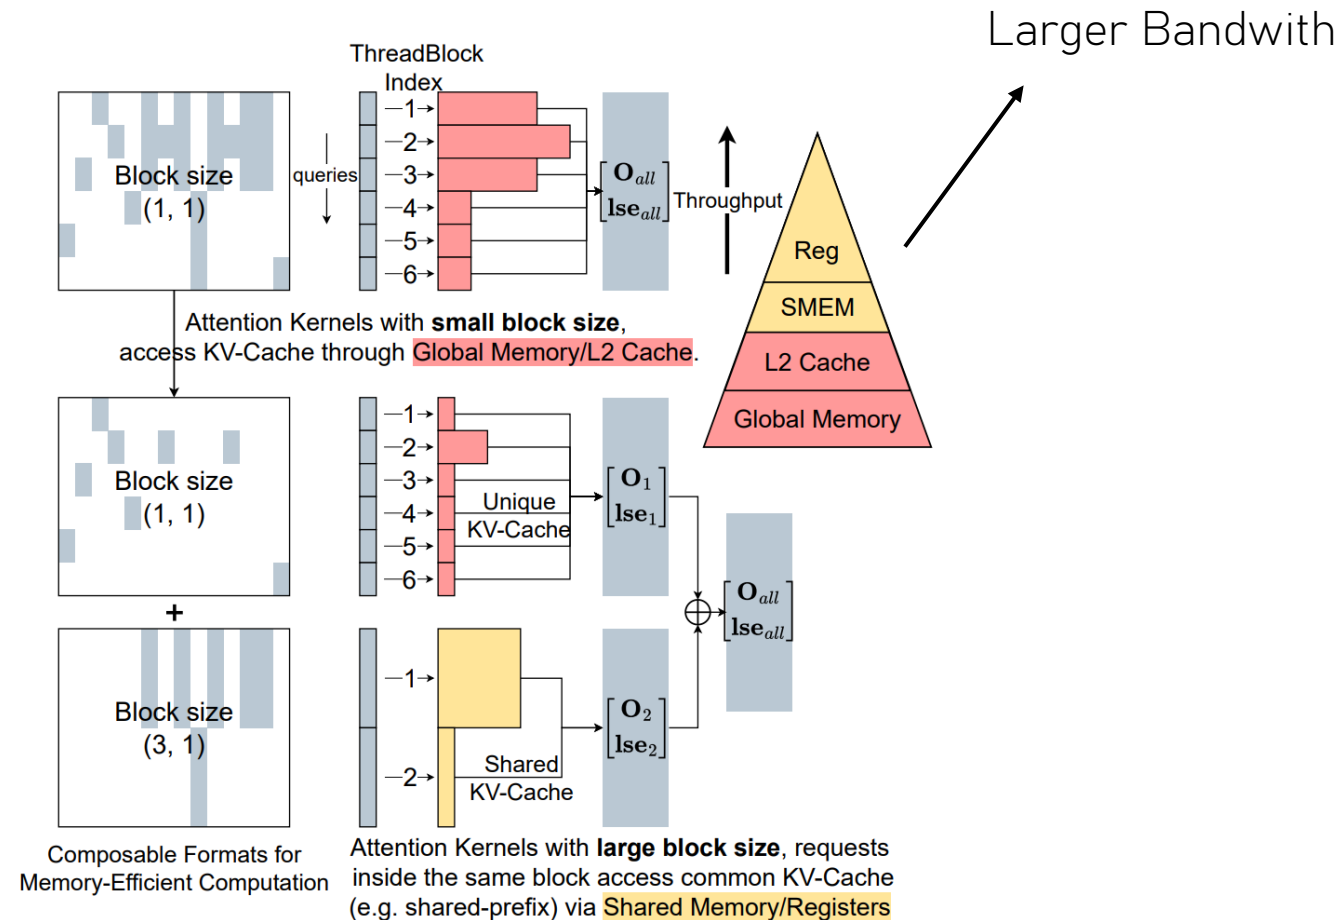 Larger Bandwith
ThreadBlock
Index
1
2
3
4
5
6
queries
Block size
(1, 1)
O_all
lse_all
Throughput
Reg
SMEM
L2 Cache
Global Memory
Attention Kernels with small block size,
access KV-Cache through Global Memory/L2 Cache.
Block size
(1, 1)
1
2
3
4
5
6
Unique
KV-Cache
O_1
lse_1
+
O_all
lse_all
Block size
(3, 1)
1
2
Shared
KV-Cache
O_2
lse_2
Composable Formats for
Memory-Efficient Computation
Attention Kernels with large block size, requests
inside the same block access common KV-Cache
(e.g. shared-prefix) via Shared Memory/Registers